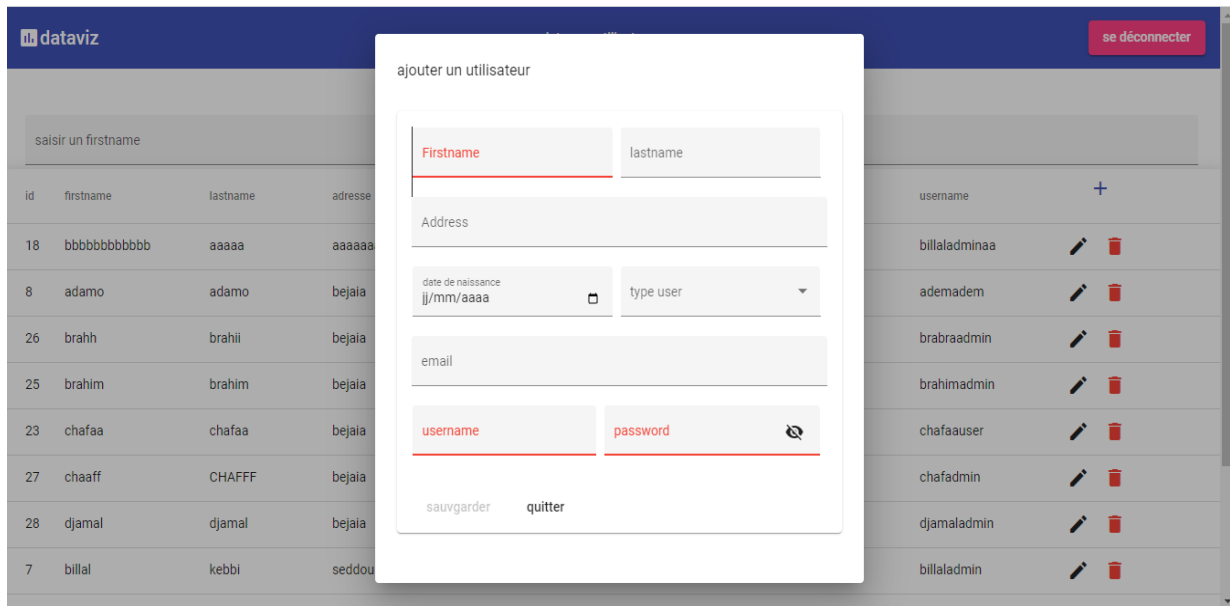 dataviz
se déconnecter
ajouter un utilisateur
saisir un firstname
Firstname lastname
id firstname lastname adresse username
Address
18 bbbbbbbbbbbb aaaaa billaladminaa
date de naissance
jj/mm/aaaa type user
8 adamo adamo bejaia ademadem
26 brahh brahii bejaia brabraadmin
email
25 brahim brahim bejaia brahimadmin
username password
23 chafaa chafaa bejaia chafaauser
27 chaaff CHAFFF bejaia chafadmin
sauvgarder quitter
28 djamal djamal bejaia djamaladmin
7 billal kebbi seddou billaladmin